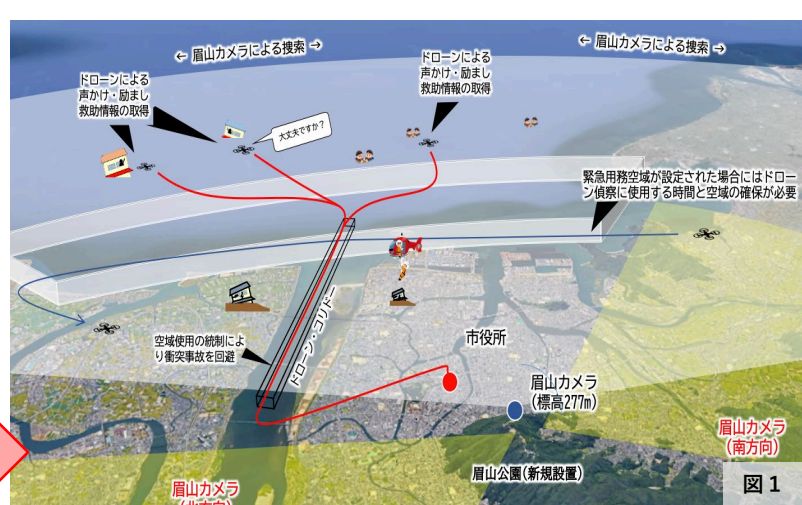 ← 眉山カメラによる捜索 →
← 眉山カメラによる捜索 →
ドローンによる
声かけ・励まし
救助情報の取得
ドローンによる
声かけ・励まし
救助情報の取得
大丈夫ですか？
緊急用務空域が設定された場合にはドロー
ン偵察に使用する時間と空域の確保が必要
空域使用の統制によ
り衝突事故を回避
ドローン・コリドー
市役所
眉山カメラ
（標高277m）
眉山カメラ
（南方向）
眉山公園（新規設置）
眉山カメラ
（北方向）
図１